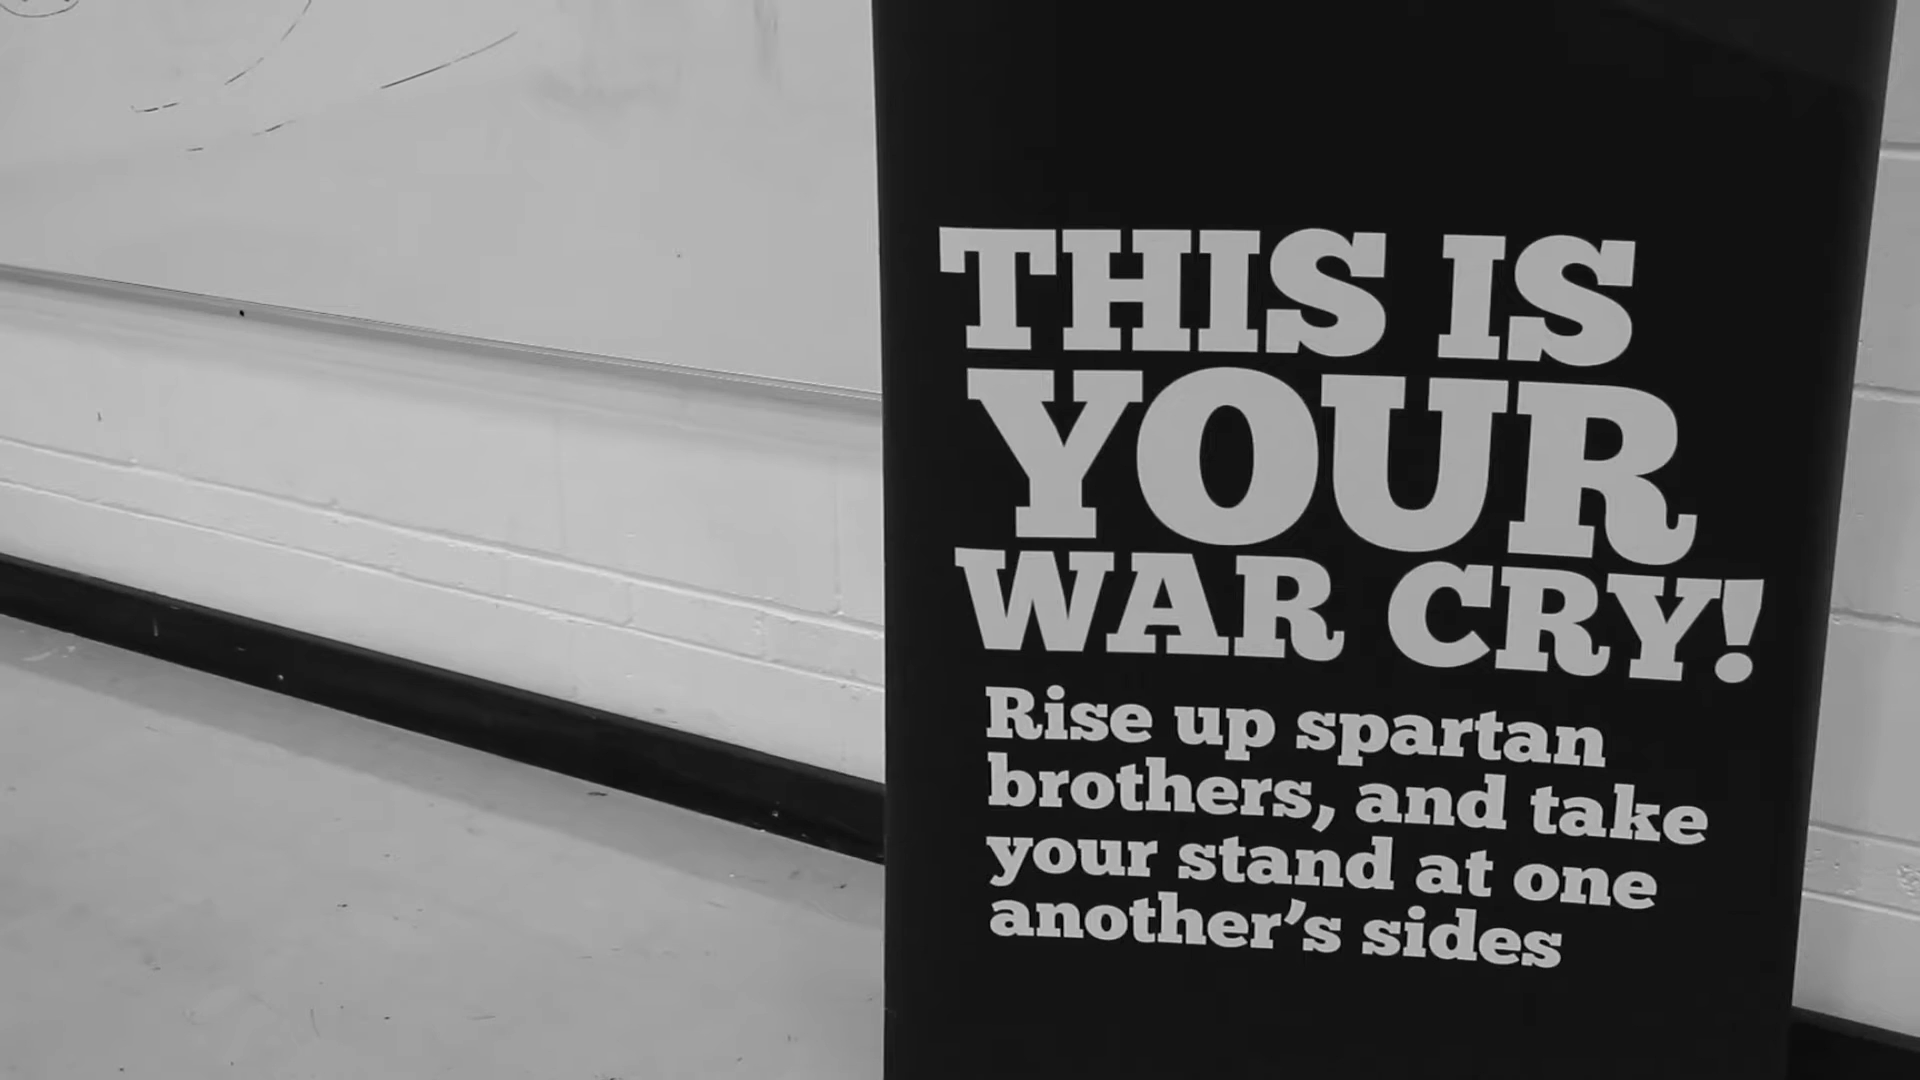 THIS IS
YOUR
WAR CRY!
Rise up spartan
brothers, and take
your stand at one
another’s sides